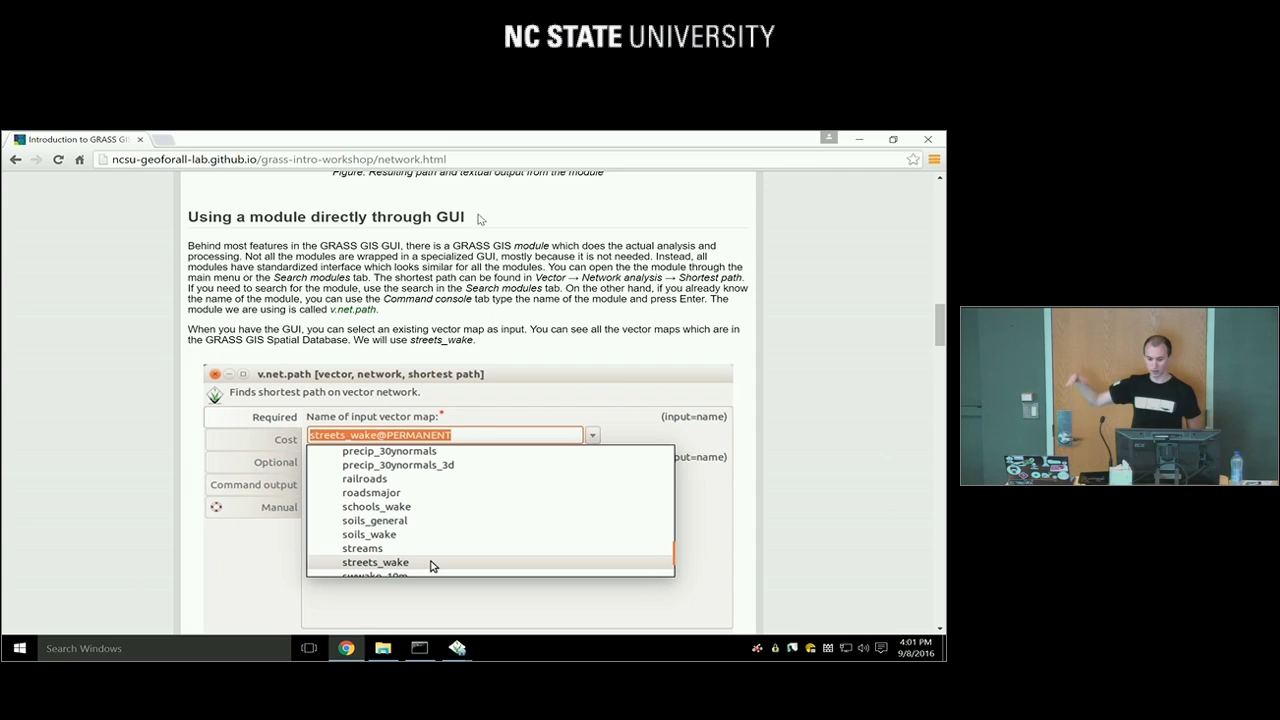 NC STATE UNIVERSITY
Introduction to GRASS GI
ncsu-geoforall-lab.github.io/grass-intro-workshop/network.html
Figure: Resulting path and textual output from the module
Using a module directly through GUI
Behind most features in the GRASS GIS GUI, there is a GRASS GIS module which does the actual analysis and
processing. Not all the modules are wrapped in a specialized GUI, mostly because it is not needed. Instead, all
modules have standardized interface which looks similar for all the modules. You can open the the module through the
main menu or the Search modules tab. The shortest path can be found in Vector → Network analysis → Shortest path.
If you need to search for the module, use the search in the Search modules tab. On the other hand, if you already know
the name of the module, you can use the Command console tab type the name of the module and press Enter. The
module we are using is called v.net.path.
When you have the GUI, you can select an existing vector map as input. You can see all the vector maps which are in
the GRASS GIS Spatial Database. We will use streets_wake.
v.net.path [vector, network, shortest path]
Finds shortest path on vector network.
Required Name of input vector map:* (input=name)
Cost streets_wake@PERMANENT
Optional put=name)
Command output
Manual
precip_30ynormals
precip_30ynormals_3d
railroads
roadsmajor
schools_wake
soils_general
soils_wake
streams
streets_wake
swwake_10m
Search Windows
4:01 PM
9/8/2016